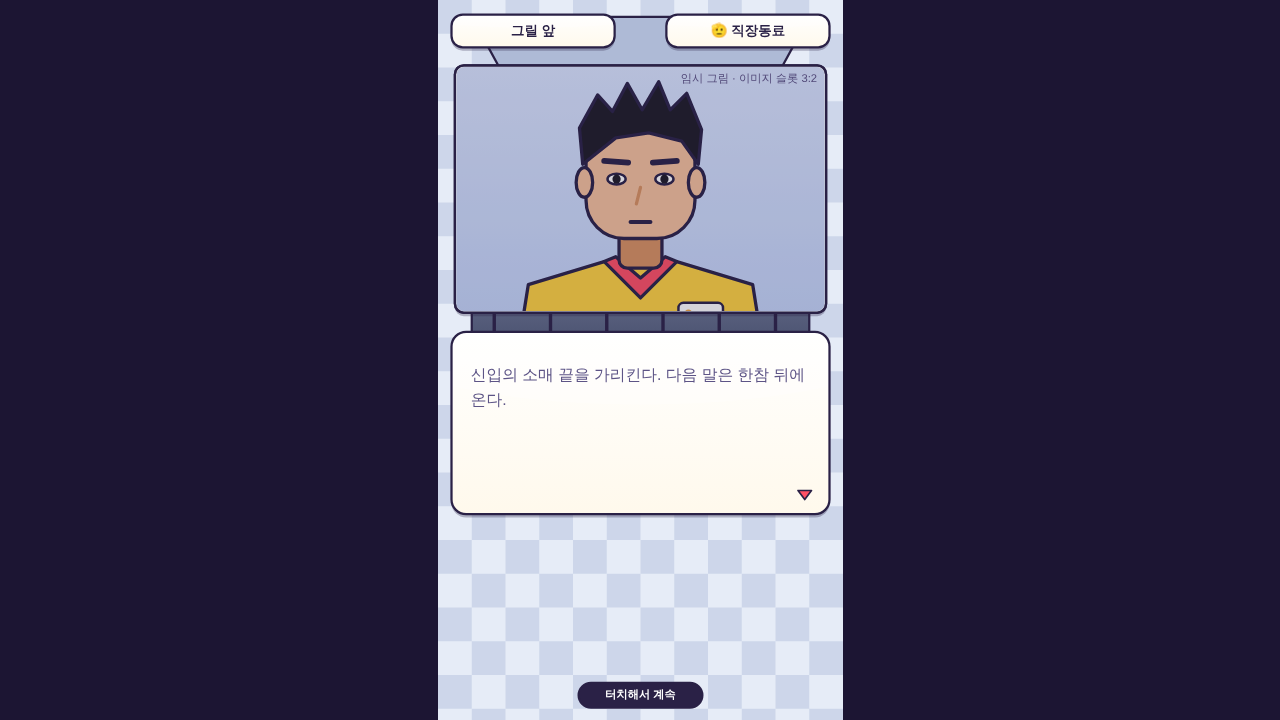 그릴 앞
🫠 직장동료
임시 그림 · 이미지 슬롯 3:2
신입의 소매 끝을 가리킨다. 다음 말은 한참 뒤에
온다.
터치해서 계속